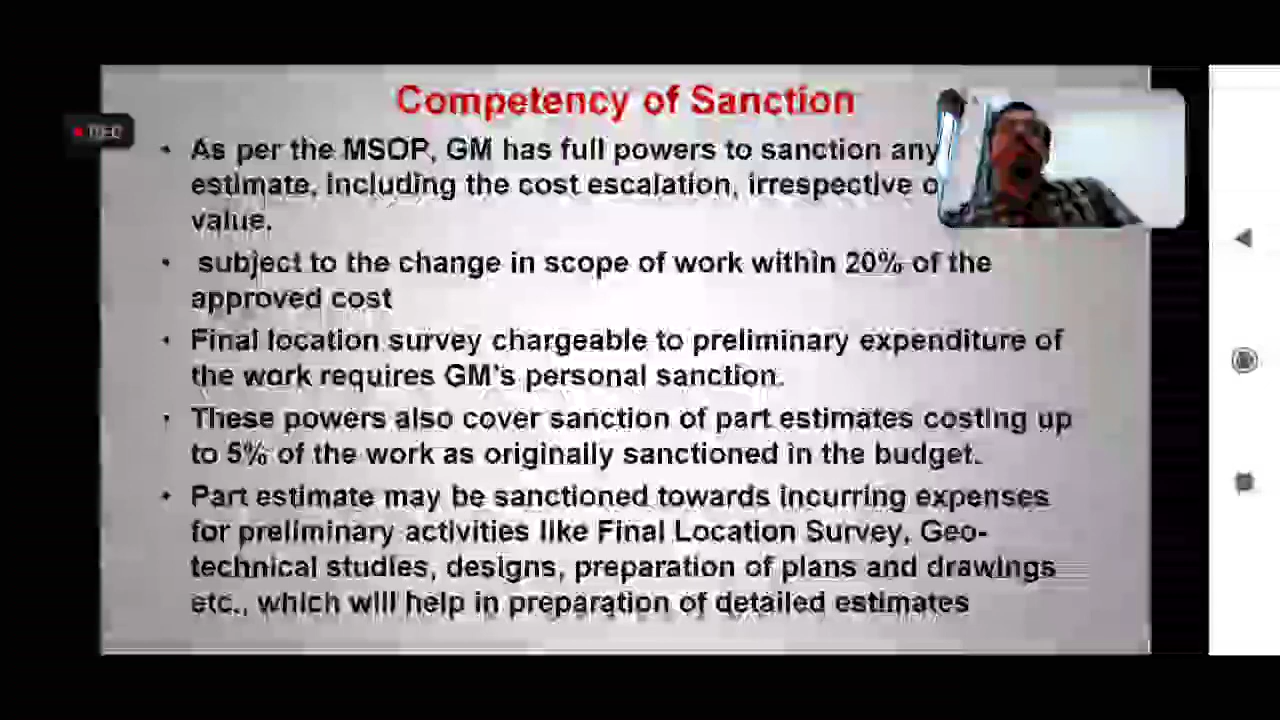 Competency of Sanction
REC
• As per the MSOP, GM has full powers to sanction any
estimate, including the cost escalation, irrespective
value.
• subject to the change in scope of work within 20% of the
approved cost
• Final location survey chargeable to preliminary expenditure of
the work requires GM's personal sanction.
• These powers also cover sanction of part estimates costing up
to 5% of the work as originally sanctioned in the budget.
• Part estimate may be sanctioned towards incurring expenses
for preliminary activities like Final Location Survey, Geo-
technical studies, designs, preparation of plans and drawings
etc., which will help in preparation of detailed estimates